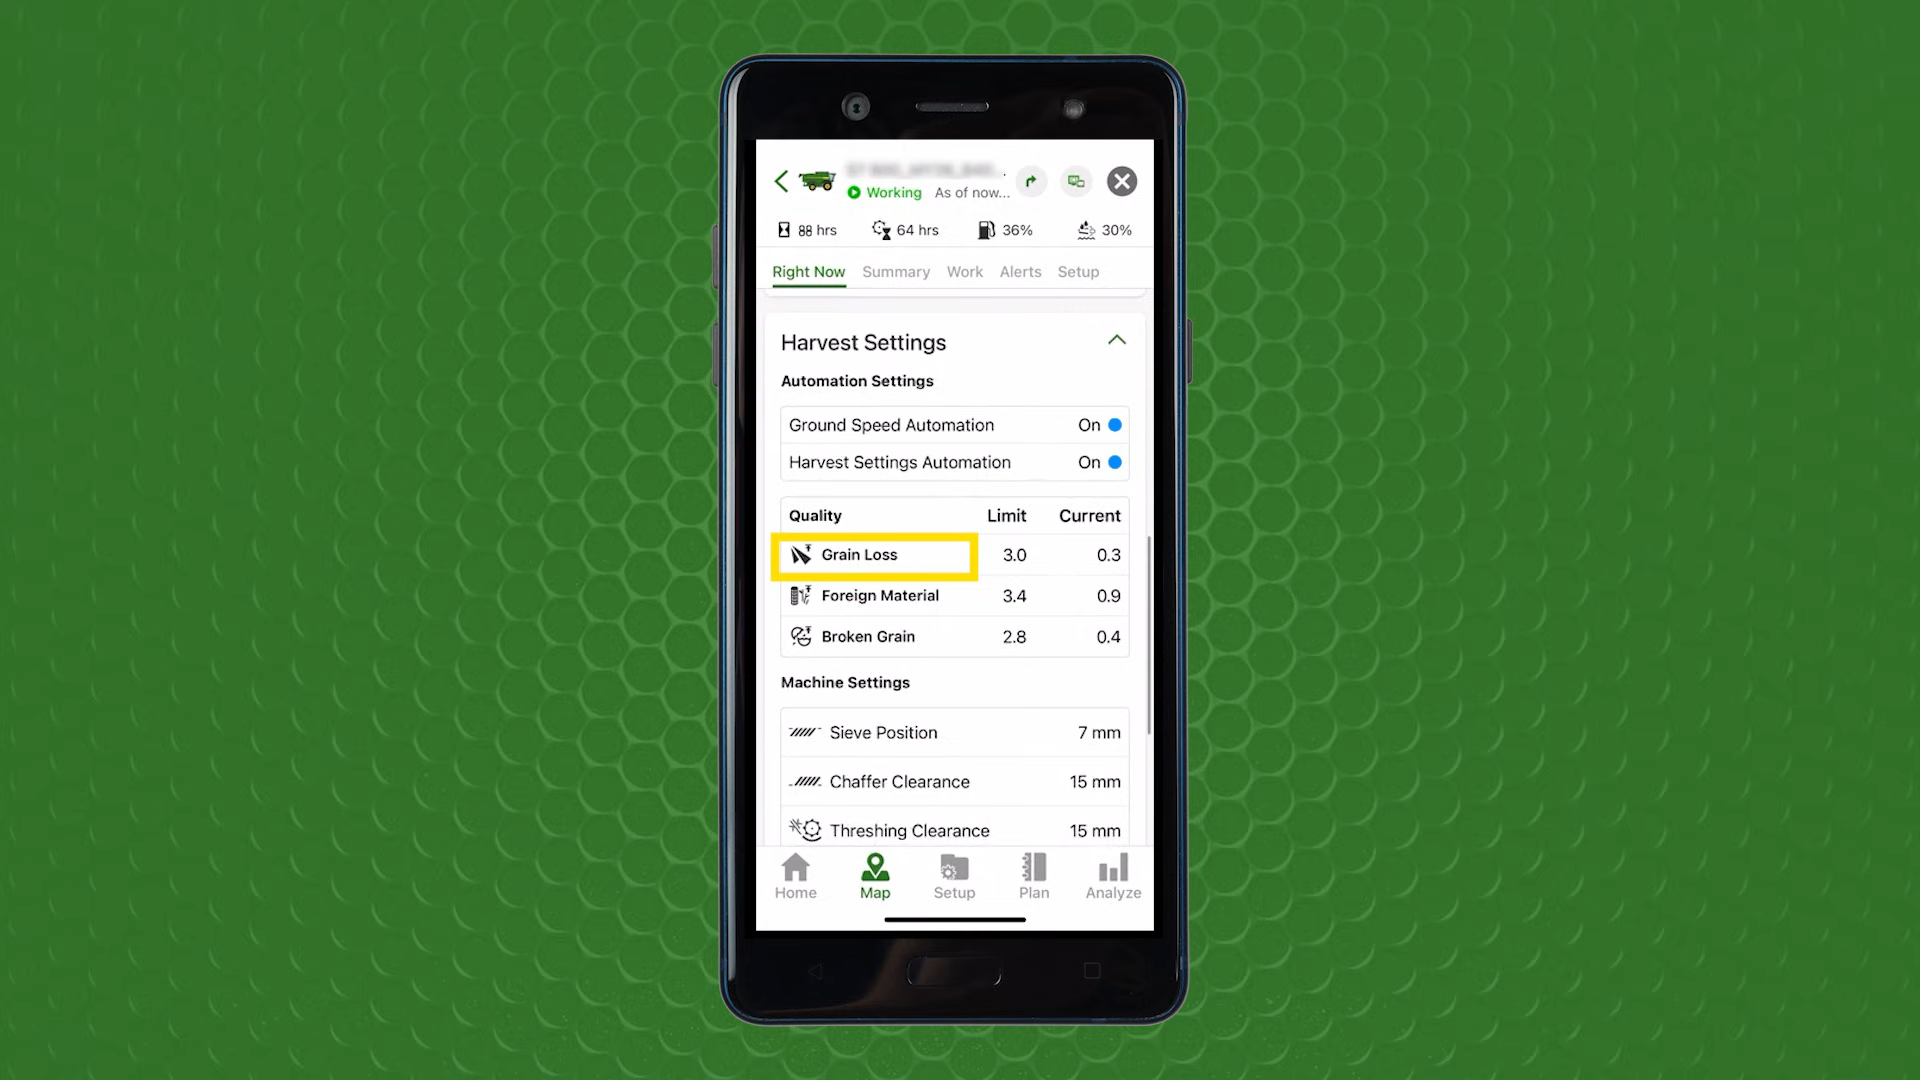 Working As of now...
88 hrs 64 hrs 36% 30%
Right Now Summary Work Alerts Setup
Harvest Settings
Automation Settings
Ground Speed Automation On
Harvest Settings Automation On
Quality Limit Current
Grain Loss 3.0 0.3
Foreign Material 3.4 0.9
Broken Grain 2.8 0.4
Machine Settings
Sieve Position 7 mm
Chaffer Clearance 15 mm
Threshing Clearance 15 mm
Home Map Setup Plan Analyze